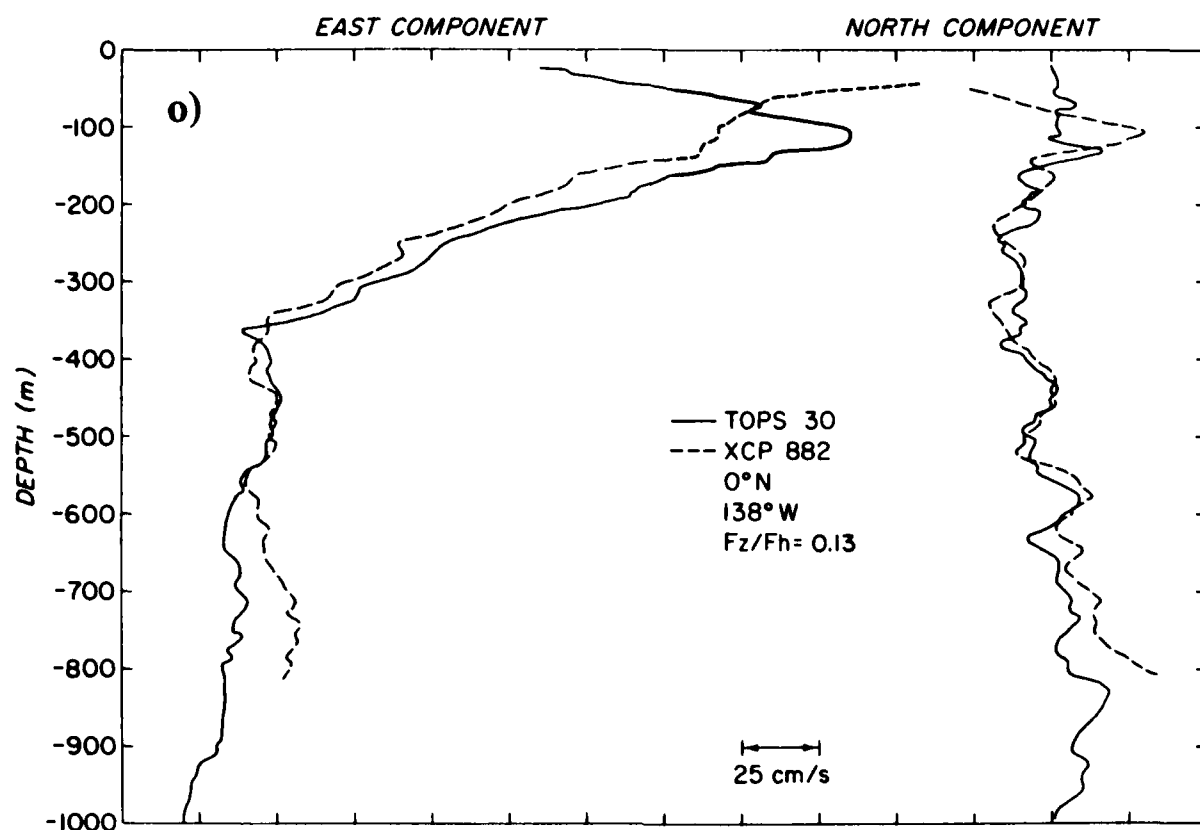 EAST COMPONENT
NORTH COMPONENT
o)
0
-100
-200
-300
-400
-500
-600
-700
-800
-900
-1000
DEPTH (m)
TOPS 30
XCP 882
0°N
138°W
Fz/Fh= 0.13
25 cm/s